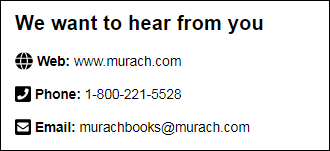 We want to hear from you
Web: www.murach.com
Phone: 1-800-221-5528
Email: murachbooks@murach.com